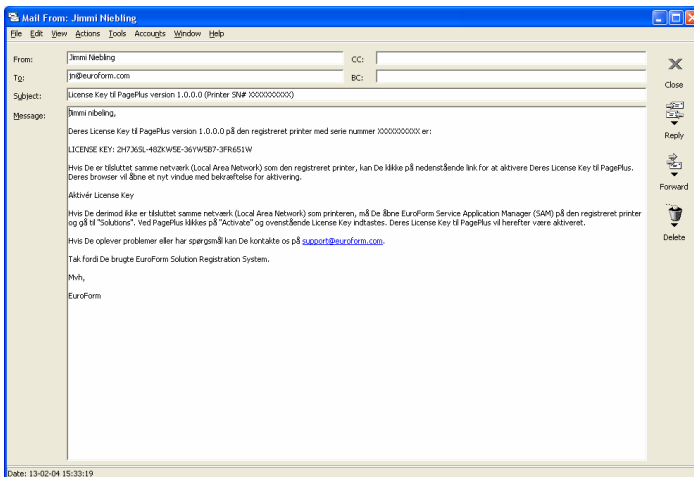 Mail From: Jimmi Niebling
File Edit View Actions Tools Accounts Window Help
From: Jimmi Niebling CC:
To: jn@euroform.com BC:
Subject: License Key til PagePlus version 1.0.0.0 (Printer SN# XXXXXXXXXX)
Message:
Jimmi nibeling,
Deres License Key til PagePlus version 1.0.0.0 på den registreret printer med serie nummer XXXXXXXXXX er:
LICENSE KEY: 2H7J6SL-48ZKW5E-36YW5B7-3FR651W
Hvis De er tilsluttet samme netværk (Local Area Network) som den registreret printer, kan De klikke på nedenstående link for at aktivere Deres License Key til PagePlus.
Deres browser vil åbne et nyt vindue med bekræftelse for aktivering.
Aktivér License Key
Hvis De derimod ikke er tilsluttet samme netværk (Local Area Network) som printeren, må De åbne EuroForm Service Application Manager (SAM) på den registreret printer
og gå til "Solutions". Ved PagePlus klikkes på "Activate" og ovenstående License Key indtastes. Deres License Key til PagePlus vil herefter være aktiveret.
Hvis De oplever problemer eller har spørgsmål kan De kontakte os på support@euroform.com.
Tak fordi De brugte EuroForm Solution Registration System.
Mvh,
EuroForm
Close
Reply
Forward
Delete
Date: 13-02-04 15:33:19